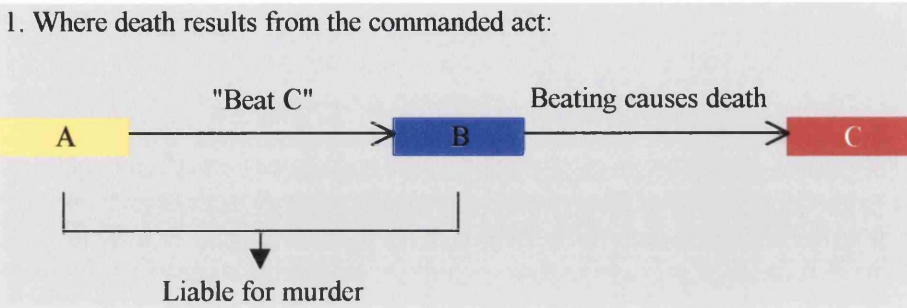 1. Where death results from the commanded act:
"Beat C"
Beating causes death
A
B
C
Liable for murder